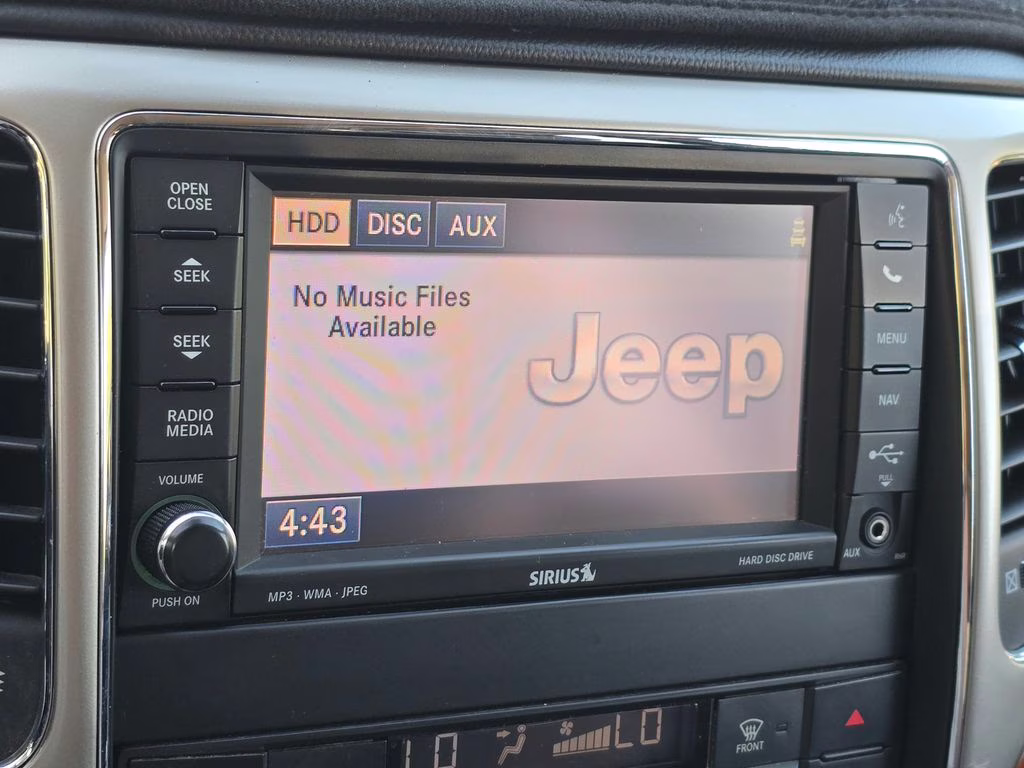 OPEN
CLOSE
SEEK
SEEK
RADIO
MEDIA
VOLUME
PUSH ON
HDD DISC AUX
No Music Files
Available
Jeep
4:43
MP3 · WMA · JPEG
SIRIUS
HARD DISC DRIVE
MENU
NAV
PULL
AUX
LO
LO
FRONT